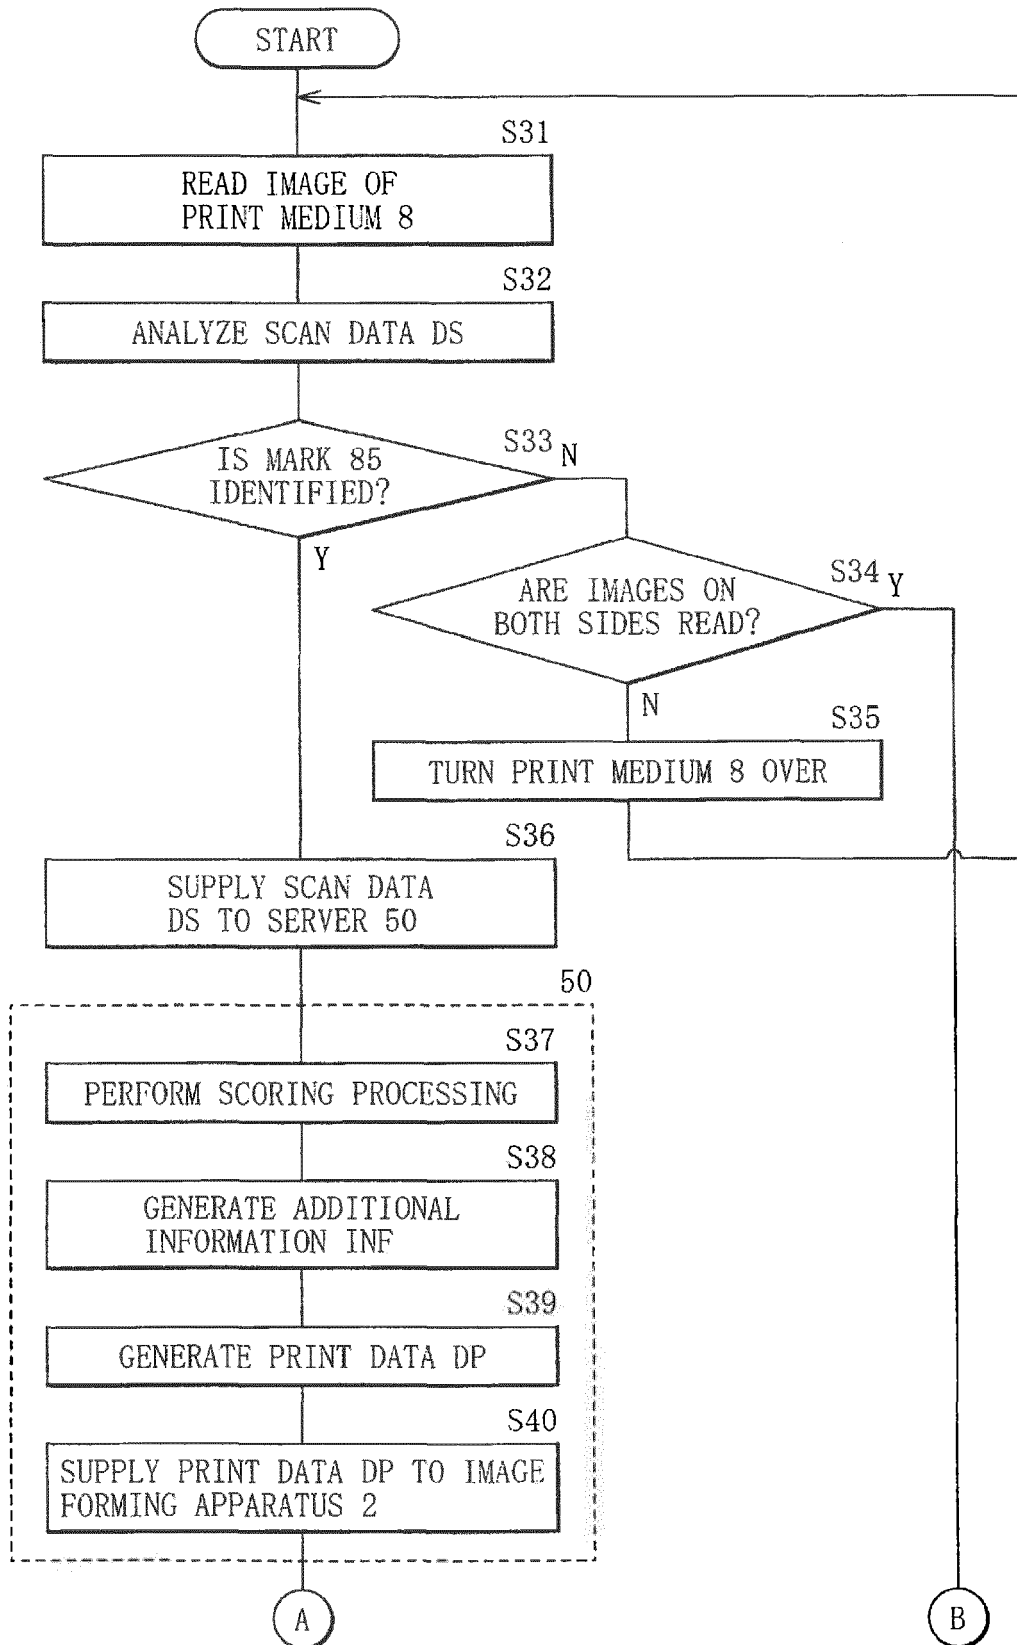 START
S31
READ IMAGE OF
PRINT MEDIUM 8
S32
ANALYZE SCAN DATA DS
S33
IS MARK 85
IDENTIFIED?
N
Y
S34
ARE IMAGES ON
BOTH SIDES READ?
Y
N
S35
TURN PRINT MEDIUM 8 OVER
S36
SUPPLY SCAN DATA
DS TO SERVER 50
50
S37
PERFORM SCORING PROCESSING
S38
GENERATE ADDITIONAL
INFORMATION INF
S39
GENERATE PRINT DATA DP
S40
SUPPLY PRINT DATA DP TO IMAGE
FORMING APPARATUS 2
A
B